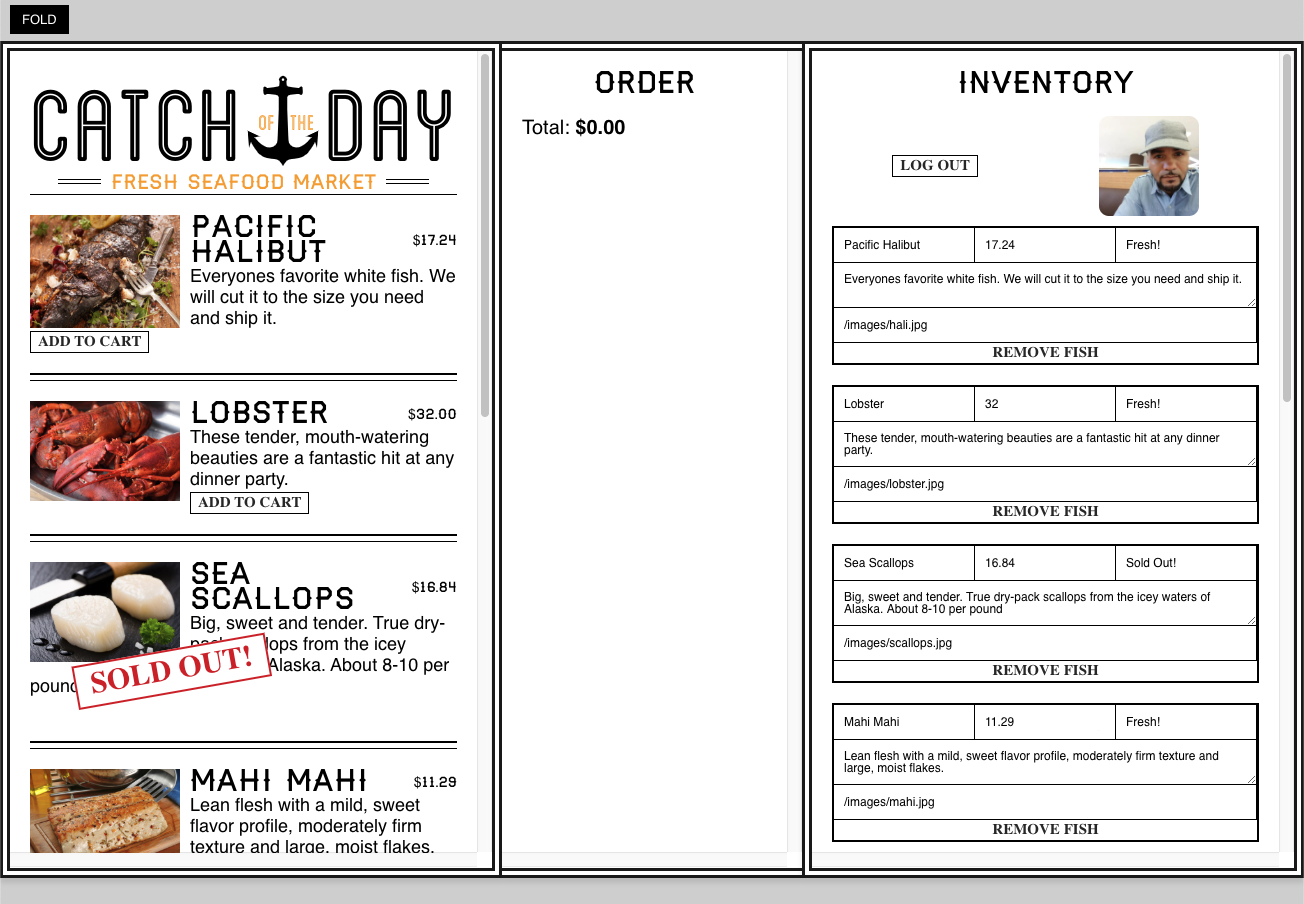 FOLD
CATCH OF THE DAY
FRESH SEAFOOD MARKET
PACIFIC
HALIBUT
$17.24
Everyones favorite white fish. We
will cut it to the size you need
and ship it.
ADD TO CART
LOBSTER
$32.00
These tender, mouth-watering
beauties are a fantastic hit at any
dinner party.
ADD TO CART
SEA
SCALLOPS
$16.84
Big, sweet and tender. True dry-
lops from the icey
Alaska. About 8-10 per
pound
SOLD OUT!
MAHI MAHI
$11.29
Lean flesh with a mild, sweet
flavor profile, moderately firm
texture and large, moist flakes.
ORDER
Total: $0.00
INVENTORY
LOG OUT
Pacific Halibut 17.24 Fresh!
Everyones favorite white fish. We will cut it to the size you need and ship it.
/images/hali.jpg
REMOVE FISH
Lobster 32 Fresh!
These tender, mouth-watering beauties are a fantastic hit at any dinner
party.
/images/lobster.jpg
REMOVE FISH
Sea Scallops 16.84 Sold Out!
Big, sweet and tender. True dry-pack scallops from the icey waters of
Alaska. About 8-10 per pound
/images/scallops.jpg
REMOVE FISH
Mahi Mahi 11.29 Fresh!
Lean flesh with a mild, sweet flavor profile, moderately firm texture and
large, moist flakes.
/images/mahi.jpg
REMOVE FISH